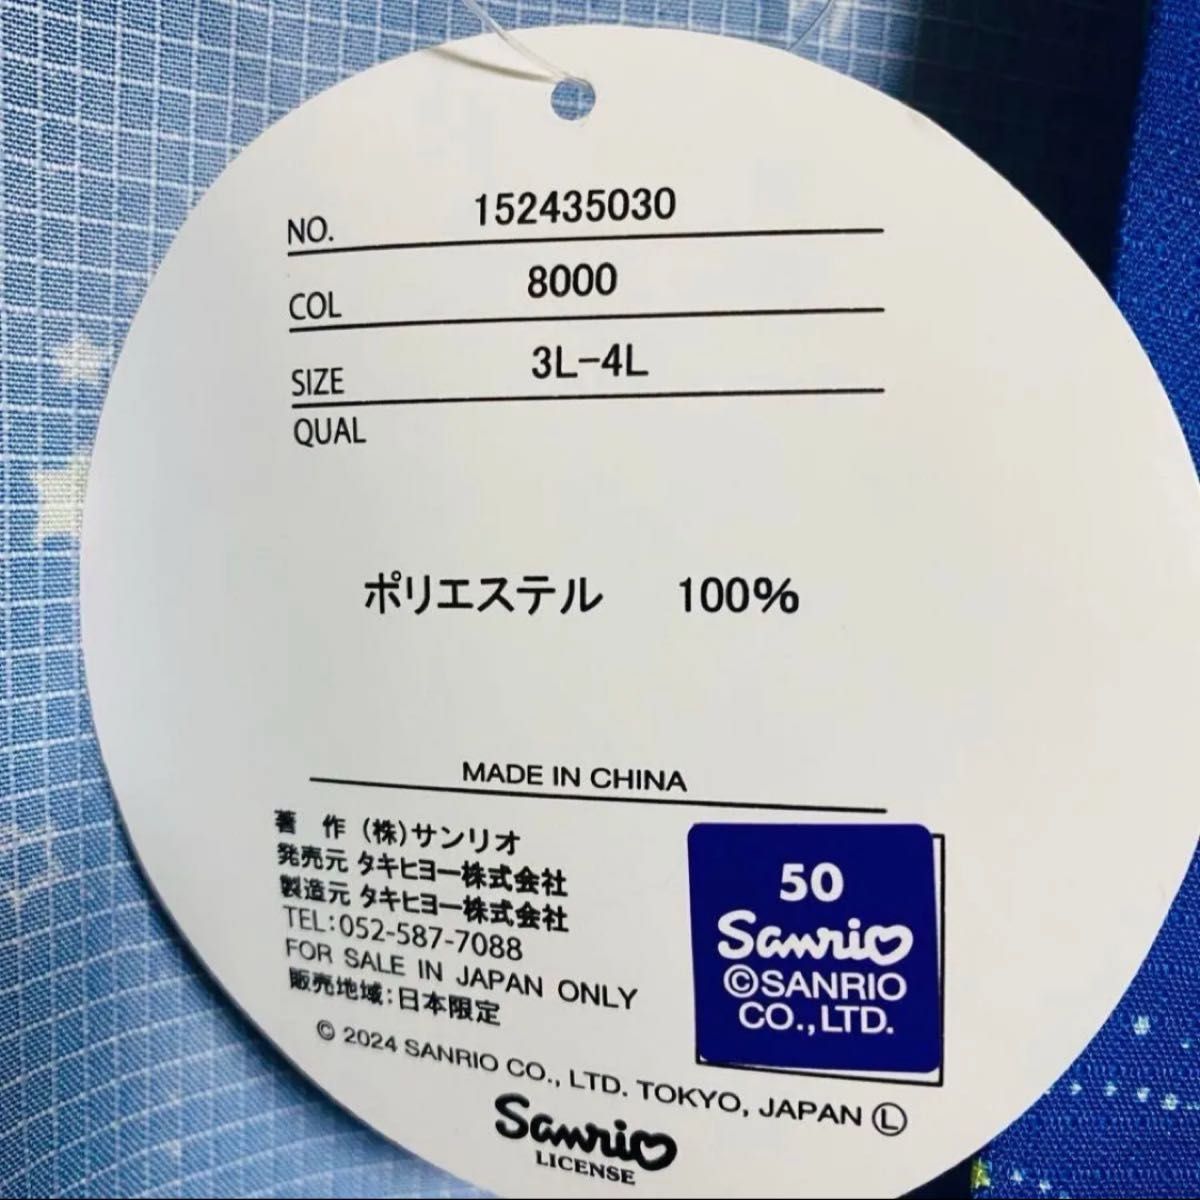 NO. 152435030
COL 8000
SIZE 3L-4L
QUAL
ポリエステル 100%
MADE IN CHINA
著 作 (株)サンリオ
発売元 タキヒヨー株式会社
製造元 タキヒヨー株式会社
TEL:052-587-7088
FOR SALE IN JAPAN ONLY
販売地域:日本限定
© 2024 SANRIO CO., LTD. TOKYO, JAPAN Ⓛ
Sanrio
LICENSE
50
Sanrio
©SANRIO
CO.,LTD.